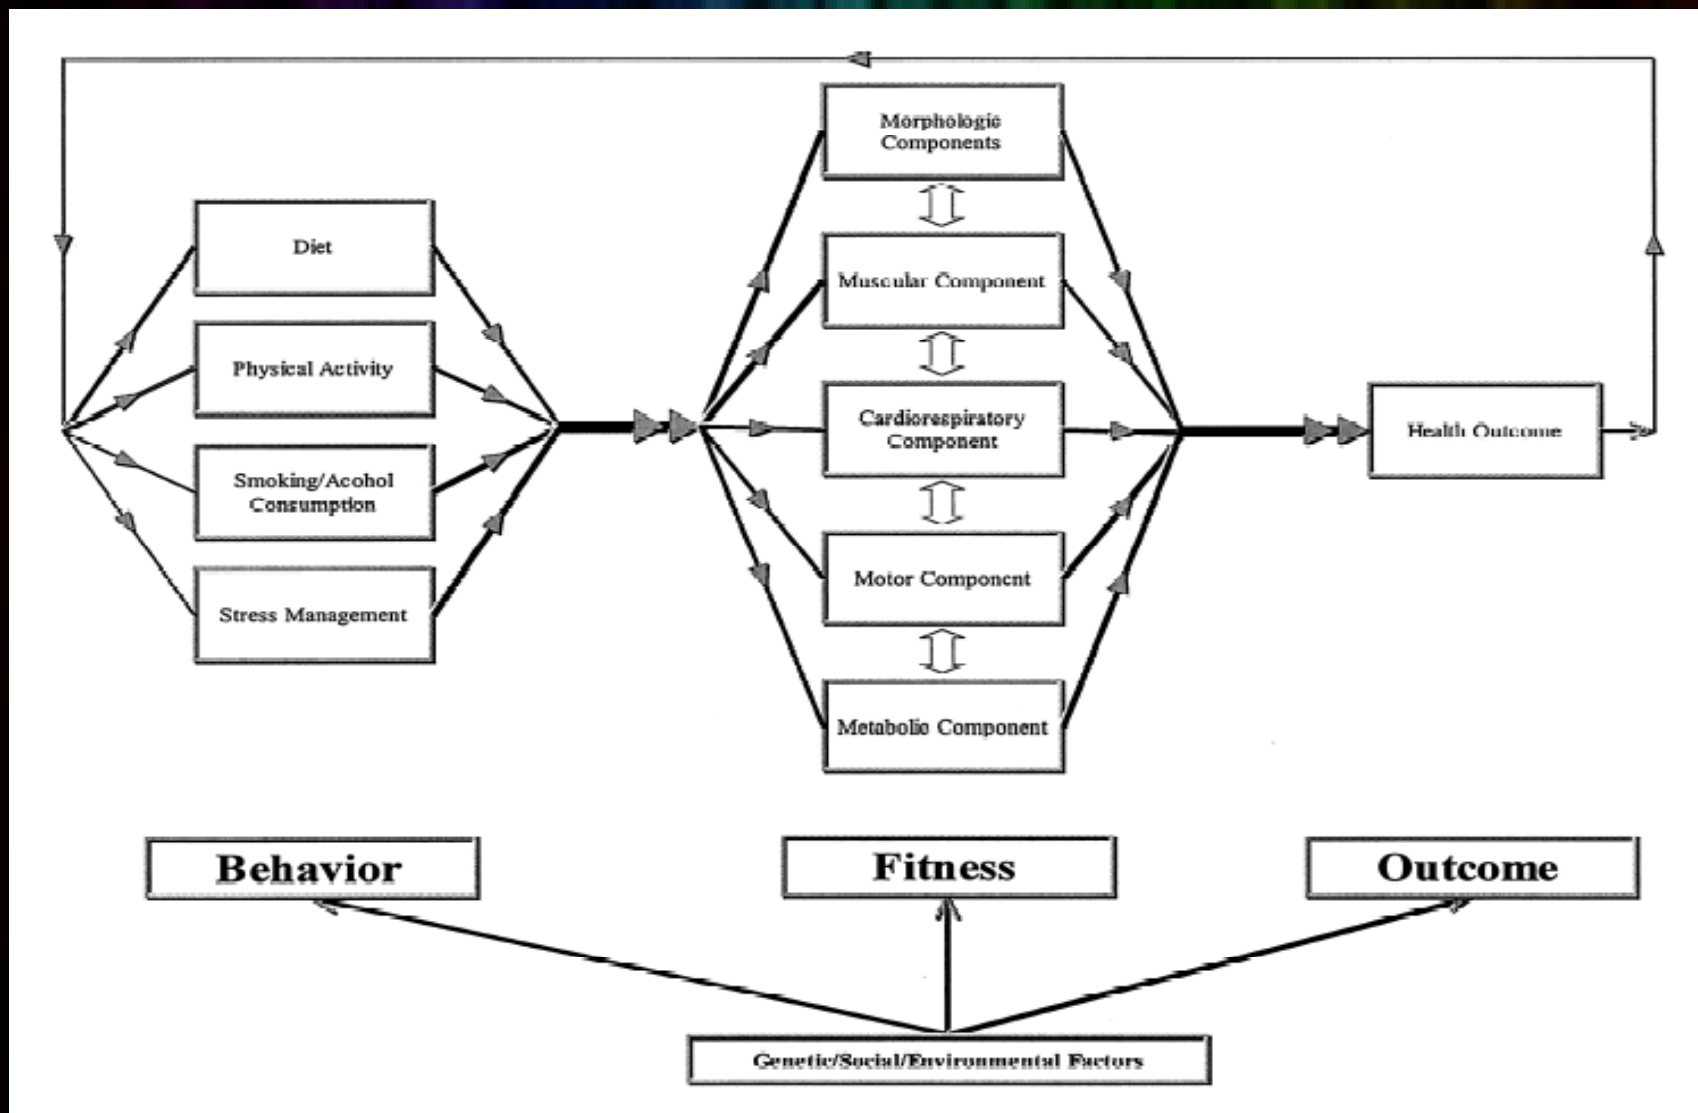 Morphologic
Components
Diet
Muscular Component
Physical Activity
Cardiorespiratory
Component
Health Outcome
Smoking/Acohol
Consumption
Motor Component
Stress Management
Metabolic Component
Behavior
Fitness
Outcome
Genetic/Social/Environmental Factors